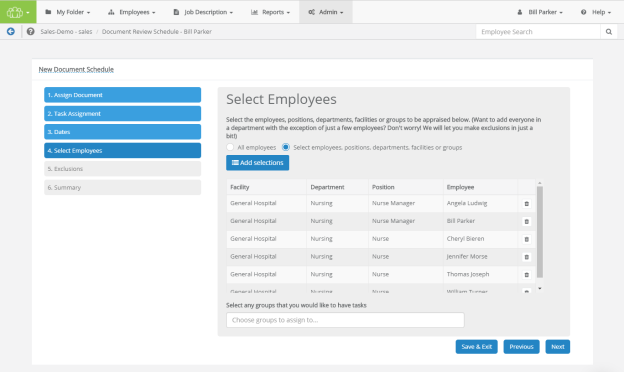 My Folder Employees Job Description Reports Admin Bill Parker Help
Sales-Demo - sales / Document Review Schedule - Bill Parker Employee Search
New Document Schedule
1. Assign Document
2. Task Assignment
3. Dates
4. Select Employees
5. Exclusions
6. Summary
Select Employees
Select the employees, positions, departments, facilities or groups to be appraised below. (Want to add everyone in
a department with the exception of just a few employees? Don't worry! We will let you make exclusions in just a
bit!)
All employees Select employees, positions, departments, facilities or groups
Add selections
Facility Department Position Employee
General Hospital Nursing Nurse Manager Angela Ludwig
General Hospital Nursing Nurse Manager Bill Parker
General Hospital Nursing Nurse Cheryl Bieren
General Hospital Nursing Nurse Jennifer Morse
General Hospital Nursing Nurse Thomas Joseph
General Hospital Nursing Nurse William Turner
Select any groups that you would like to have tasks
Choose groups to assign to...
Save & Exit Previous Next